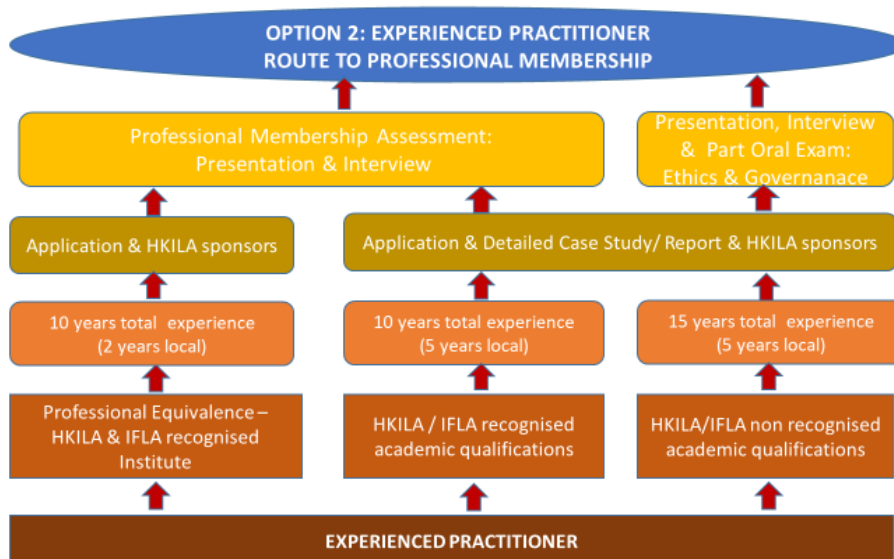 OPTION 2: EXPERIENCED PRACTITIONER
ROUTE TO PROFESSIONAL MEMBERSHIP
Professional Membership Assessment:
Presentation & Interview
Presentation, Interview
& Part Oral Exam:
Ethics & Governanace
Application & HKILA sponsors
Application & Detailed Case Study/ Report & HKILA sponsors
10 years total experience
(2 years local)
10 years total experience
(5 years local)
15 years total experience
(5 years local)
Professional Equivalence –
HKILA & IFLA recognised
Institute
HKILA / IFLA recognised
academic qualifications
HKILA/IFLA non recognised
academic qualifications
EXPERIENCED PRACTITIONER